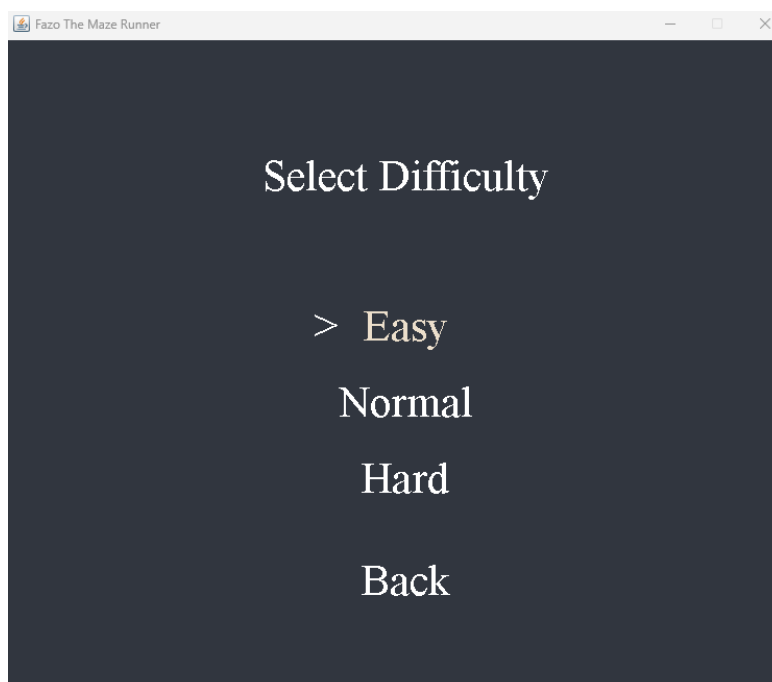 Fazo The Maze Runner
Select Difficulty
> Easy
Normal
Hard
Back